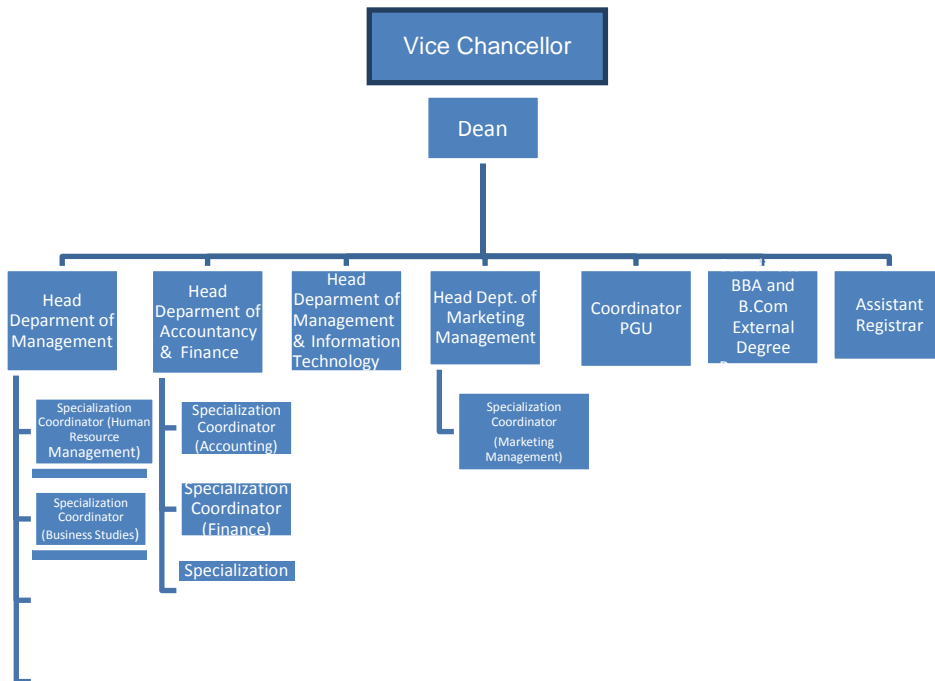 Vice Chancellor
Dean
Head
Deparment of
Management
Head
Deparment of
Accountancy
& Finance
Head
Deparment of
Management
& Information
Technology
Head Dept. of
Marketing
Management
Coordinator
PGU
BBA and
B.Com
External
Degree
Assistant
Registrar
Specialization
Coordinator (Human
Resource
Management)
Specialization
Coordinator
(Business Studies)
Specialization
Coordinator
(Accounting)
Specialization
Coordinator
(Finance)
Specialization
Specialization
Coordinator
(Marketing
Management)